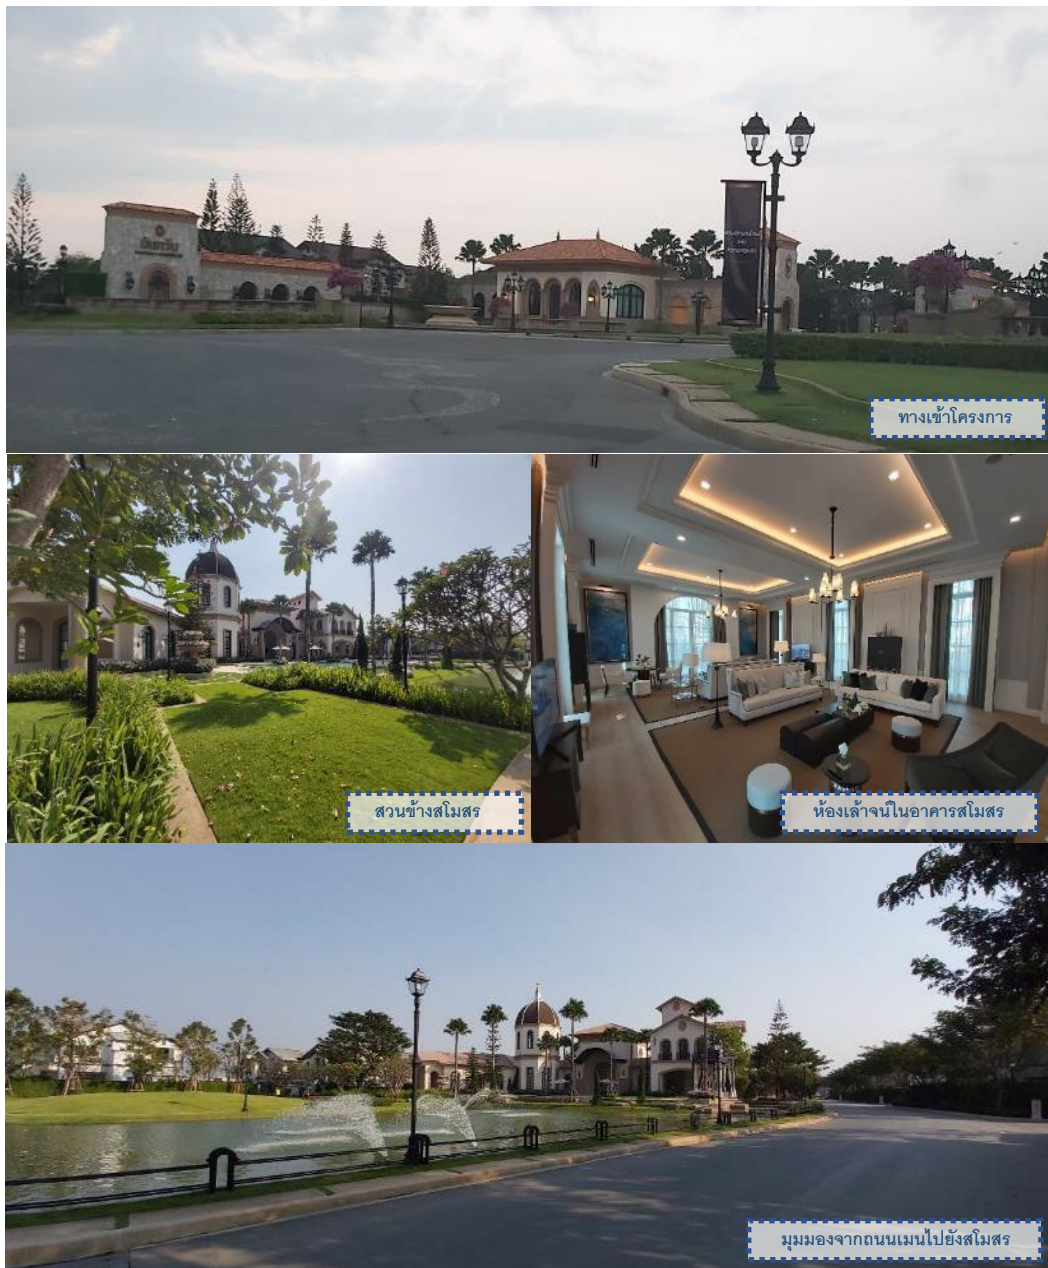 ทางเข้าโครงการ
สวนข้างสโมสร
ห้องเล้าจน์ในอาคารสโมสร
มุมมองจากถนนเมนไปยังสโมสร